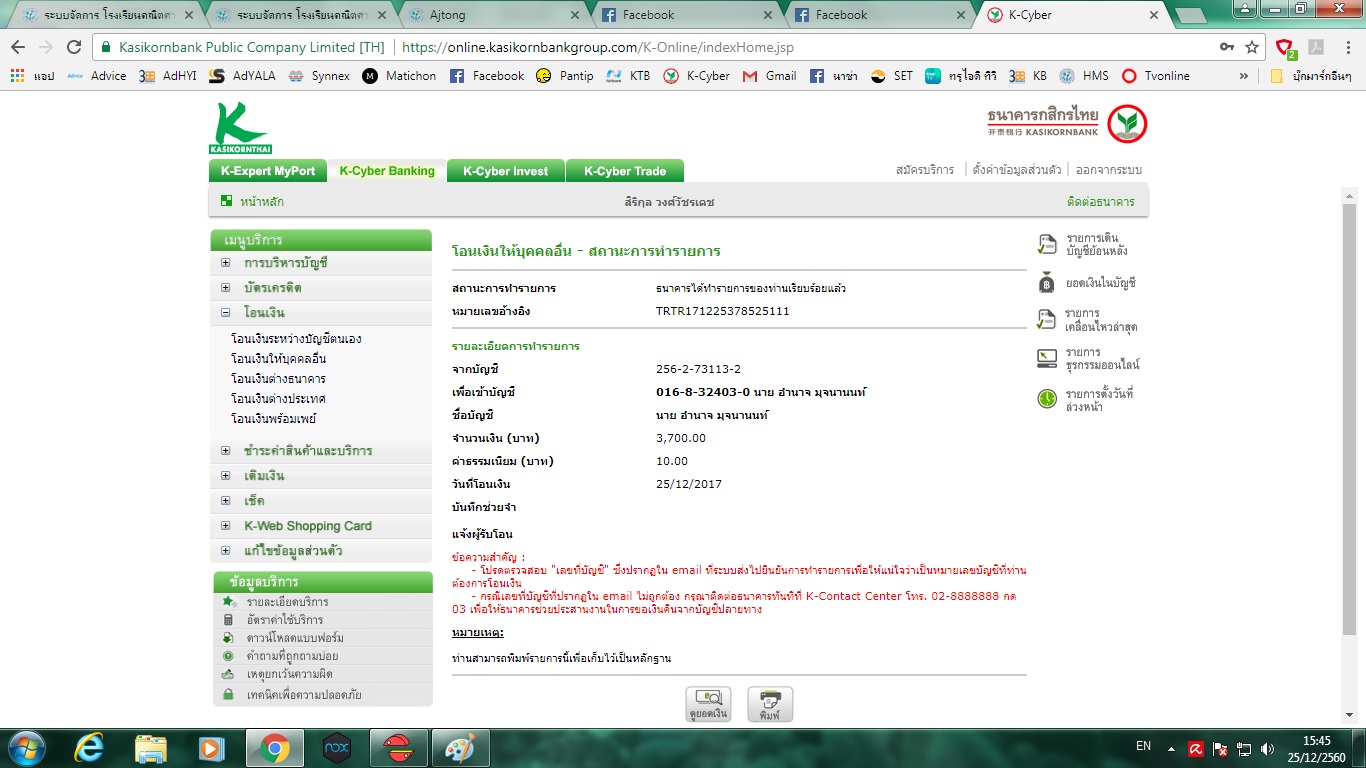 ระบบจัดการ โรงเรียนคณิตศา
ระบบจัดการ โรงเรียนคณิตศา
Ajtong
Facebook
Facebook
K-Cyber
Kasikornbank Public Company Limited [TH] https://online.kasikornbankgroup.com/K-Online/indexHome.jsp
2
แอป Advice AdHYI AdYALA Synnex Matichon Facebook Pantip KTB K-Cyber Gmail นาซ่า SET ทรูไอดี ทีวี KB HMS Tvonline » บุ๊กมาร์กอื่นๆ
KASIKORNTHAI
ธนาคารกสิกรไทย
开泰银行 KASIKORNBANK
K-Expert MyPort K-Cyber Banking K-Cyber Invest K-Cyber Trade
สมัครบริการ ตั้งค่าข้อมูลส่วนตัว ออกจากระบบ
หน้าหลัก สิริกุล วงศ์วัชรเดช ติดต่อธนาคาร
เมนูบริการ
การบริหารบัญชี
บัตรเครดิต
โอนเงิน
โอนเงินระหว่างบัญชีตนเอง
โอนเงินให้บุคคลอื่น
โอนเงินต่างธนาคาร
โอนเงินต่างประเทศ
โอนเงินพร้อมเพย์
ชำระค่าสินค้าและบริการ
เติมเงิน
เช็ค
K-Web Shopping Card
แก้ไขข้อมูลส่วนตัว
ข้อมูลบริการ
รายละเอียดบริการ
อัตราค่าใช้บริการ
ดาวน์โหลดแบบฟอร์ม
คำถามที่ถูกถามบ่อย
เหตุยกเว้นความผิด
เทคนิคเพื่อความปลอดภัย
โอนเงินให้บุคคลอื่น - สถานะการทำรายการ
สถานะการทำรายการ ธนาคารได้ทำรายการของท่านเรียบร้อยแล้ว
หมายเลขอ้างอิง TRTR171225378525111
รายละเอียดการทำรายการ
จากบัญชี 256-2-73113-2
เพื่อเข้าบัญชี 016-8-32403-0 นาย อำนาจ มุจนานนท์
ชื่อบัญชี นาย อำนาจ มุจนานนท์
จำนวนเงิน (บาท) 3,700.00
ค่าธรรมเนียม (บาท) 10.00
วันที่โอนเงิน 25/12/2017
บันทึกช่วยจำ
แจ้งผู้รับโอน
ข้อความสำคัญ :
- โปรดตรวจสอบ "เลขที่บัญชี" ซึ่งปรากฏใน email ที่ระบบส่งไปยืนยันการทำรายการเพื่อให้แน่ใจว่าเป็นหมายเลขบัญชีที่ท่าน
ต้องการโอนเงิน
- กรณีเลขที่บัญชีที่ปรากฏใน email ไม่ถูกต้อง กรุณาติดต่อธนาคารทันทีที่ K-Contact Center โทร. 02-8888888 กด
03 เพื่อให้ธนาคารช่วยประสานงานในการขอเงินคืนจากบัญชีปลายทาง
หมายเหตุ:
ท่านสามารถพิมพ์รายการนี้เพื่อเก็บไว้เป็นหลักฐาน
ดูยอดเงิน พิมพ์
รายการเดิน
บัญชีย้อนหลัง
ยอดเงินในบัญชี
รายการ
เคลื่อนไหวล่าสุด
รายการ
ธุรกรรมออนไลน์
รายการตั้งวันที่
ล่วงหน้า
nox
EN
15:45
25/12/2560